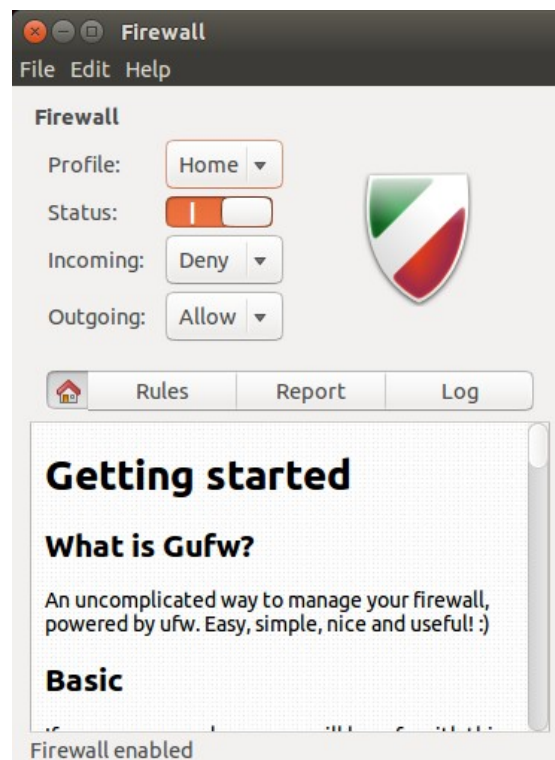 Firewall
File Edit Help
Firewall
Profile: Home
Status:
Incoming: Deny
Outgoing: Allow
Rules Report Log
Getting started
What is Gufw?
An uncomplicated way to manage your firewall,
powered by ufw. Easy, simple, nice and useful! :)
Basic
Firewall enabled